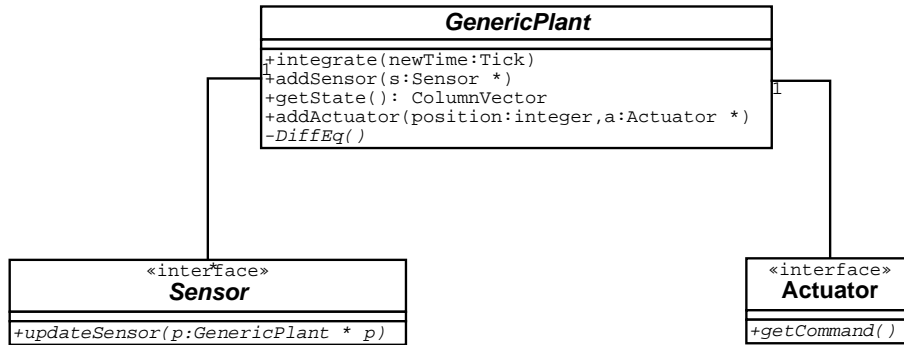 GenericPlant
+integrate(newTime:Tick)
1
+addSensor(s:Sensor *)
+getState(): ColumnVector
1
+addActuator(position:integer,a:Actuator *)
-DiffEq()
*
«interface»
Sensor
+updateSensor(p:GenericPlant * p)
«interface»
Actuator
+getCommand()